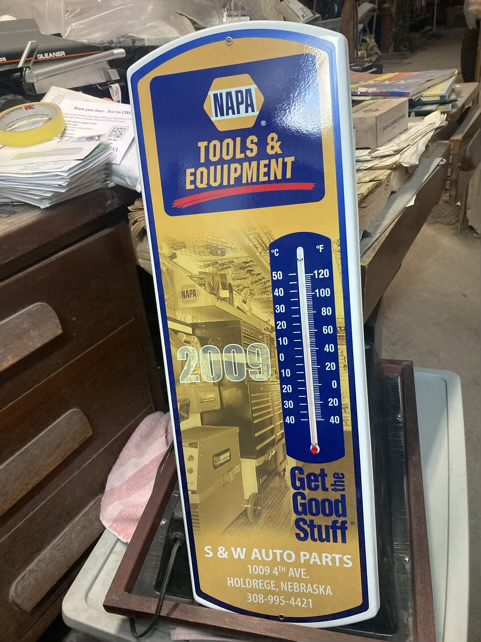 GLEANER
NAPA
®
TOOLS &
EQUIPMENT
°C °F
50 120
40 100
30 80
20 60
10 40
0 20
10 0
20 20
30 40
40
NAPA
2009
Get the
Good
Stuff
S & W AUTO PARTS
1009 4TH AVE.
HOLDREGE, NEBRASKA
308-995-4421